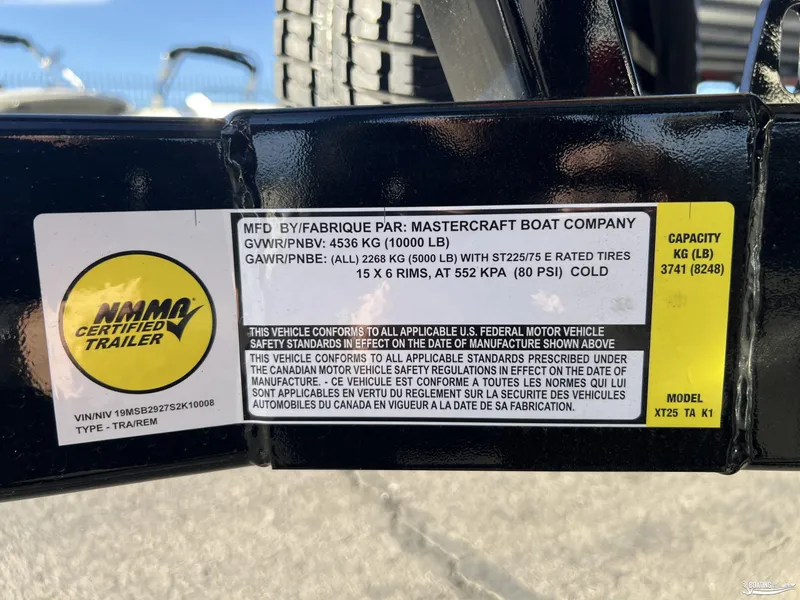 NMMA
CERTIFIED
TRAILER
VIN/NIV 19MSB2927S2K10008
TYPE - TRA/REM
MFD BY/FABRIQUE PAR: MASTERCRAFT BOAT COMPANY
GVWR/PNBV: 4536 KG (10000 LB)
GAWR/PNBE: (ALL) 2268 KG (5000 LB) WITH ST225/75 E RATED TIRES
15 X 6 RIMS, AT 552 KPA (80 PSI) COLD
THIS VEHICLE CONFORMS TO ALL APPLICABLE U.S. FEDERAL MOTOR VEHICLE
SAFETY STANDARDS IN EFFECT ON THE DATE OF MANUFACTURE SHOWN ABOVE
THIS VEHICLE CONFORMS TO ALL APPLICABLE STANDARDS PRESCRIBED UNDER
THE CANADIAN MOTOR VEHICLE SAFETY REGULATIONS IN EFFECT ON THE DATE OF
MANUFACTURE. - CE VEHICULE EST CONFORME A TOUTES LES NORMES QUI LUI
SONT APPLICABLES EN VERTU DU REGLEMENT SUR LA SECURITE DES VEHICULES
AUTOMOBILES DU CANADA EN VIGUEUR A LA DATE DE SA FABRICATION.
CAPACITY
KG (LB)
3741 (8248)
MODEL
XT25 TA K1